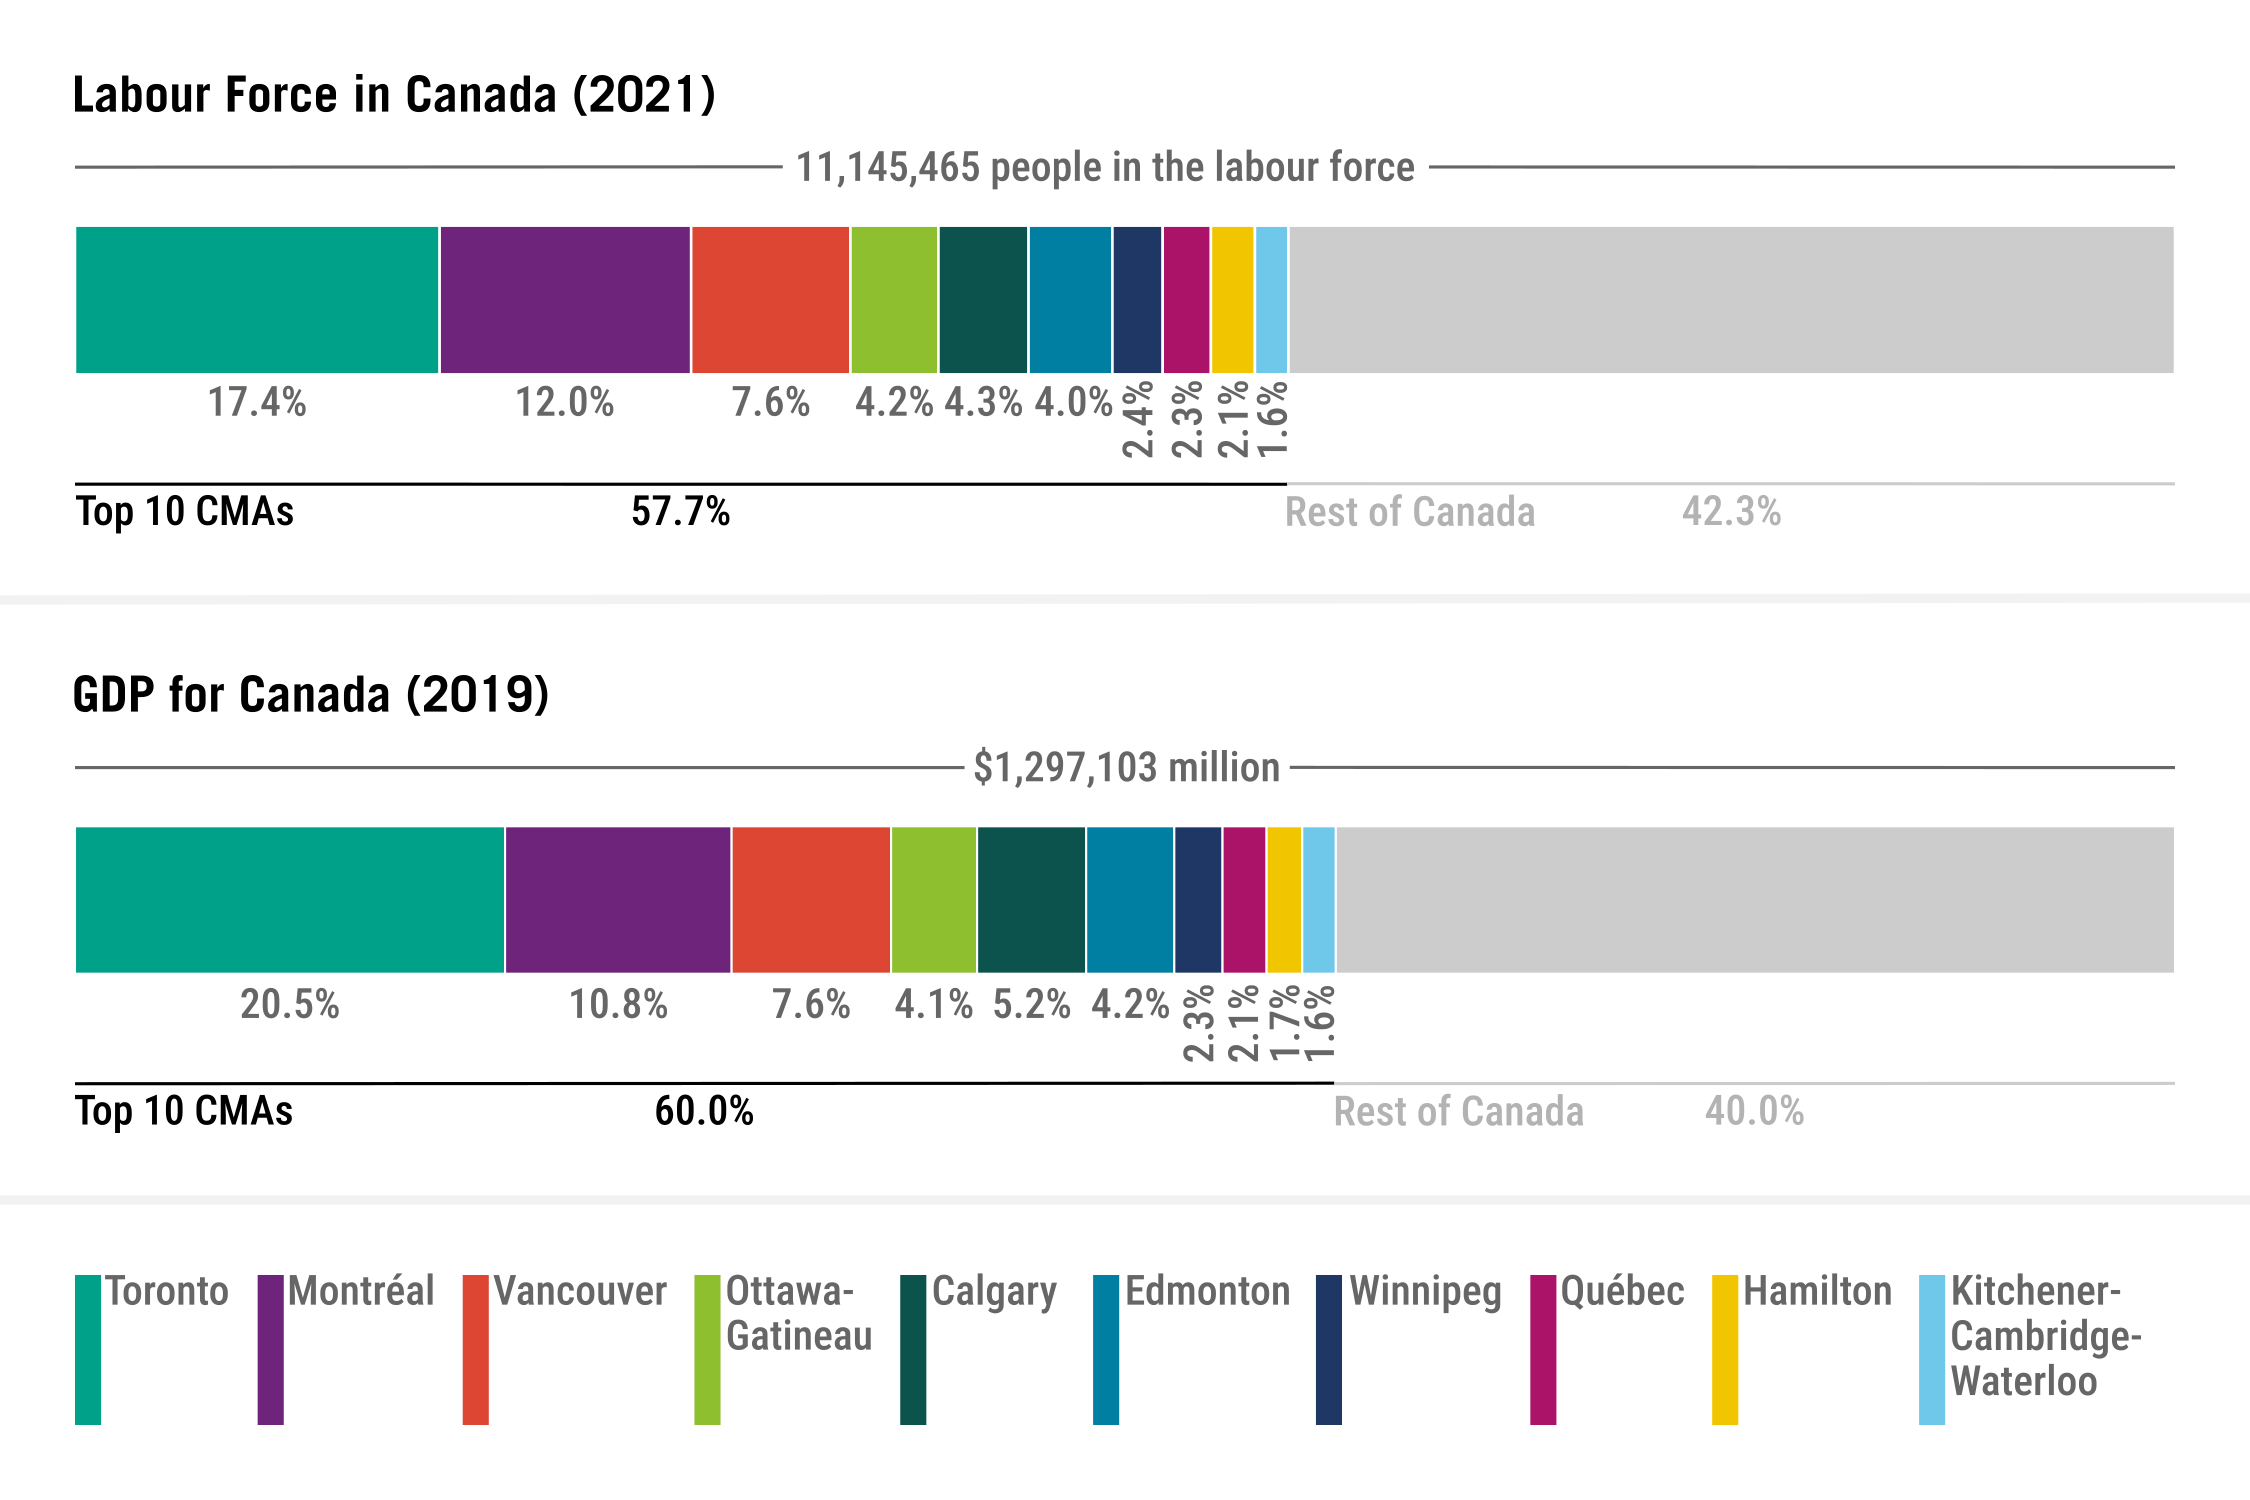 Labour Force in Canada (2021)
11,145,465 people in the labour force
17.4% 12.0% 7.6% 4.2% 4.3% 4.0% 2.4% 2.3% 2.1% 1.6%
Top 10 CMAs 57.7% Rest of Canada 42.3%
GDP for Canada (2019)
$1,297,103 million
20.5% 10.8% 7.6% 4.1% 5.2% 4.2% 2.3% 2.1% 1.7% 1.6%
Top 10 CMAs 60.0% Rest of Canada 40.0%
Toronto
Montréal
Vancouver
Ottawa-
Gatineau
Calgary
Edmonton
Winnipeg
Québec
Hamilton
Kitchener-
Cambridge-
Waterloo